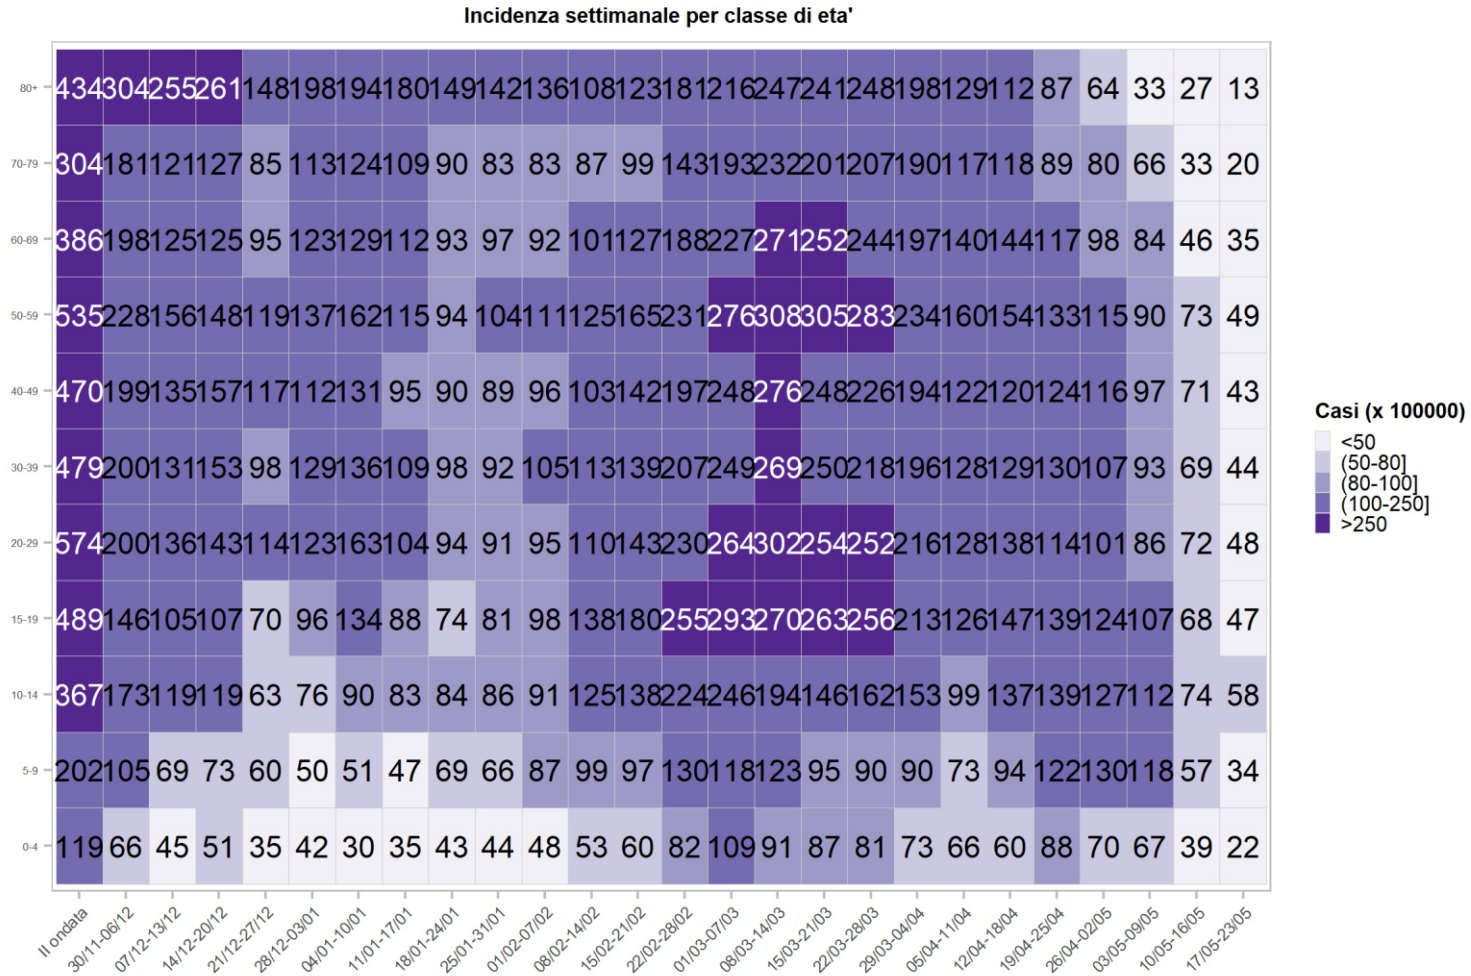 Incidenza settimanale per classe di eta'
80+ 434 304 255 261 148 198 194 180 149 142 136 108 123 181 216 247 241 248 198 129 112 87 64 33 27 13
70-79 304 181 121 127 85 113 124 109 90 83 83 87 99 143 193 232 201 207 190 117 118 89 80 66 33 20
60-69 386 198 125 125 95 123 129 112 93 97 92 101 127 188 227 271 252 244 197 140 144 117 98 84 46 35
50-59 535 228 156 148 119 137 162 115 94 104 111 125 165 231 276 308 305 283 234 160 154 133 115 90 73 49
40-49 470 199 135 157 117 112 131 95 90 89 96 103 142 197 248 276 248 226 194 122 120 124 116 97 71 43
30-39 479 200 131 153 98 129 136 109 98 92 105 113 139 207 249 269 250 218 196 128 129 130 107 93 69 44
20-29 574 200 136 143 114 123 163 104 94 91 95 110 143 230 264 302 254 252 216 128 138 114 101 86 72 48
15-19 489 146 105 107 70 96 134 88 74 81 98 138 180 255 293 270 263 256 213 126 147 139 124 107 68 47
10-14 367 173 119 119 63 76 90 83 84 86 91 125 138 224 246 194 146 162 153 99 137 139 127 112 74 58
5-9 202 105 69 73 60 50 51 47 69 66 87 99 97 130 118 123 95 90 90 73 94 122 130 118 57 34
0-4 119 66 45 51 35 42 30 35 43 44 48 53 60 82 109 91 87 81 73 66 60 88 70 67 39 22
II ondata 30/11-06/12 07/12-13/12 14/12-20/12 21/12-27/12 28/12-03/01 04/01-10/01 11/01-17/01 18/01-24/01 25/01-31/01 01/02-07/02 08/02-14/02 15/02-21/02 22/02-28/02 01/03-07/03 08/03-14/03 15/03-21/03 22/03-28/03 29/03-04/04 05/04-11/04 12/04-18/04 19/04-25/04 26/04-02/05 03/05-09/05 10/05-16/05 17/05-23/05
Casi (x 100000)
<50
(50-80]
(80-100]
(100-250]
>250